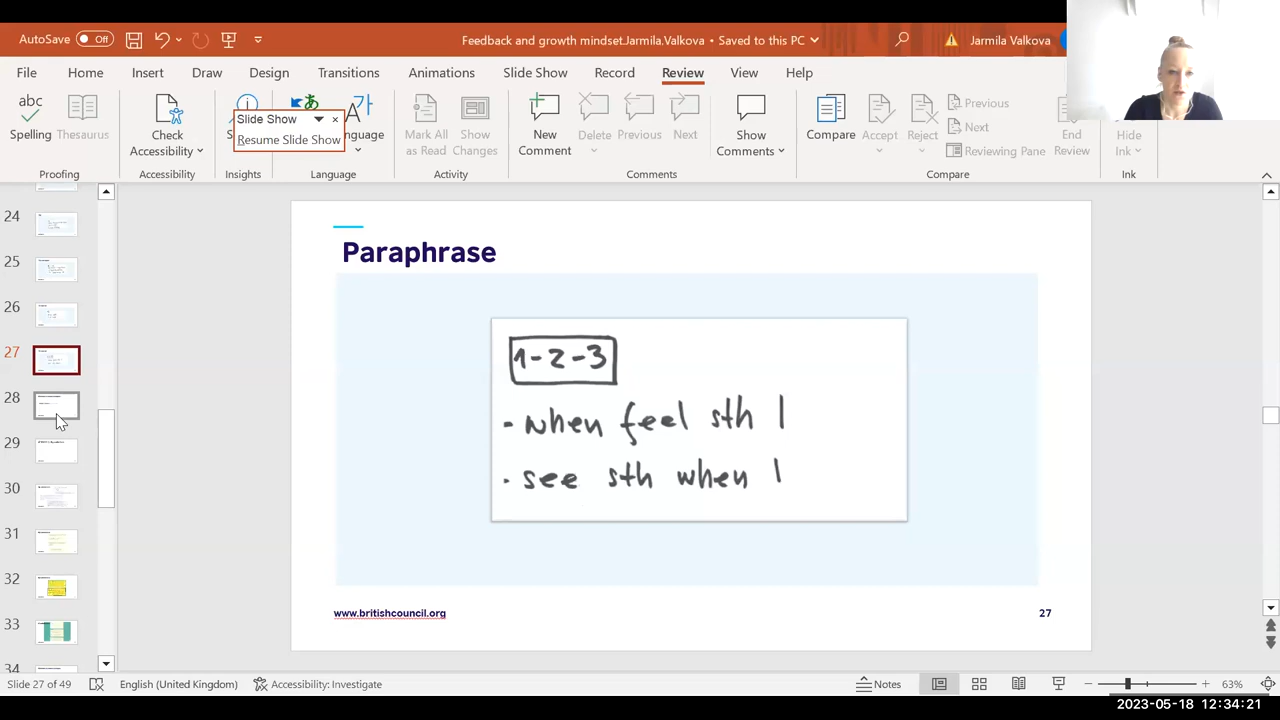 AutoSave Off
Feedback and growth mindset.Jarmila.Valkova • Saved to this PC
Jarmila Valkova
File Home Insert Draw Design Transitions Animations Slide Show Record Review View Help
Slide Show
Resume Slide Show
Spelling
Thesaurus
Check Accessibility
Language
Mark All as Read
Show Changes
New Comment
Delete
Previous
Next
Show Comments
Compare
Accept
Reject
Previous
Next
Reviewing Pane
End Review
Hide Ink
Proofing Accessibility Insights Language Activity Comments Compare Ink
24
25
26
27
28
29
30
31
32
33
34
Paraphrase
1-2-3
- when feel sth I
- see sth when I
www.britishcouncil.org
27
Slide 27 of 49
English (United Kingdom)
Accessibility: Investigate
Notes
63%
2023-05-18 12:34:21